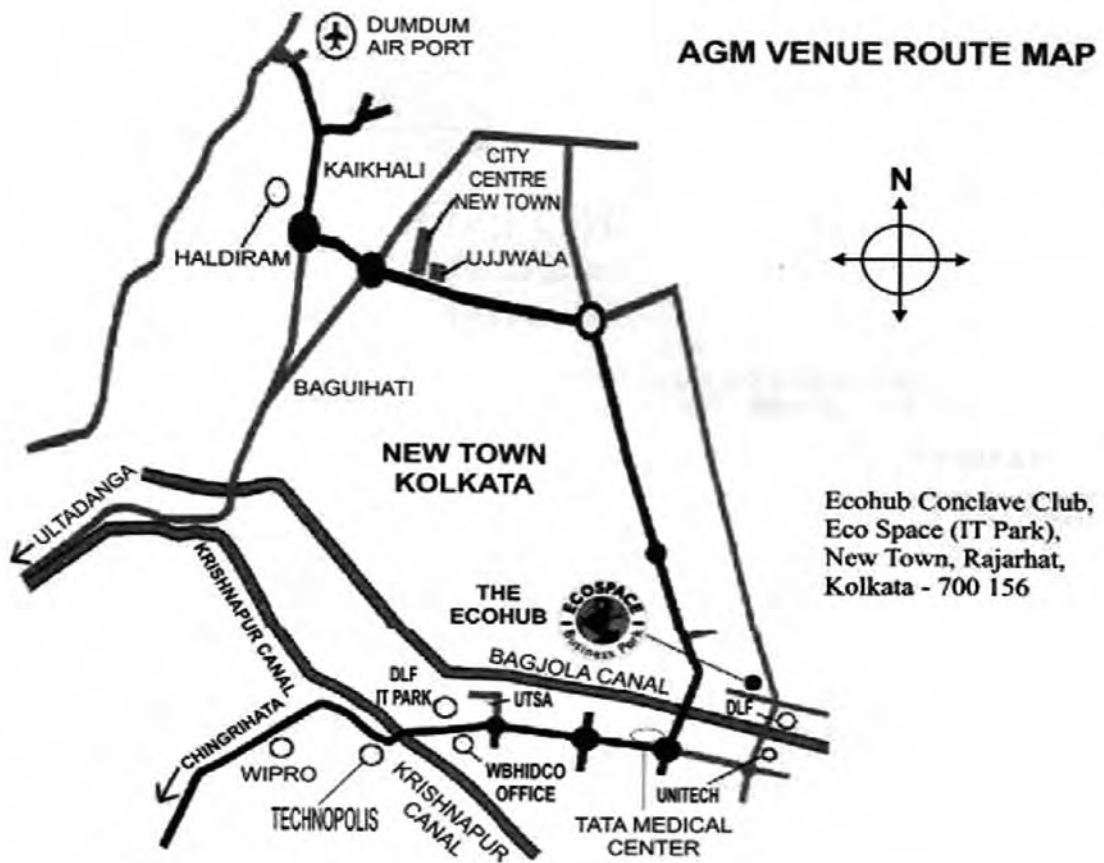 DUMDUM
AIR PORT
AGM VENUE ROUTE MAP
KAIKHALI
CITY
CENTRE
NEW TOWN
N
HALDIRAM
UJJWALA
BAGUIHATI
NEW TOWN
KOLKATA
ULTADANGA
Ecohub Conclave Club,
Eco Space (IT Park),
New Town, Rajarhat,
Kolkata - 700 156
KRISHNAPUR CANAL
THE
ECOHUB
ECOSPACE
Business Park
BAGJOLA CANAL
DLF
IT PARK
UTSA
DLF
CHINGRIHATA
WIPRO
TECHNOPOLIS
KRISHNAPUR
CANAL
WBHIDCO
OFFICE
UNITECH
TATA MEDICAL
CENTER